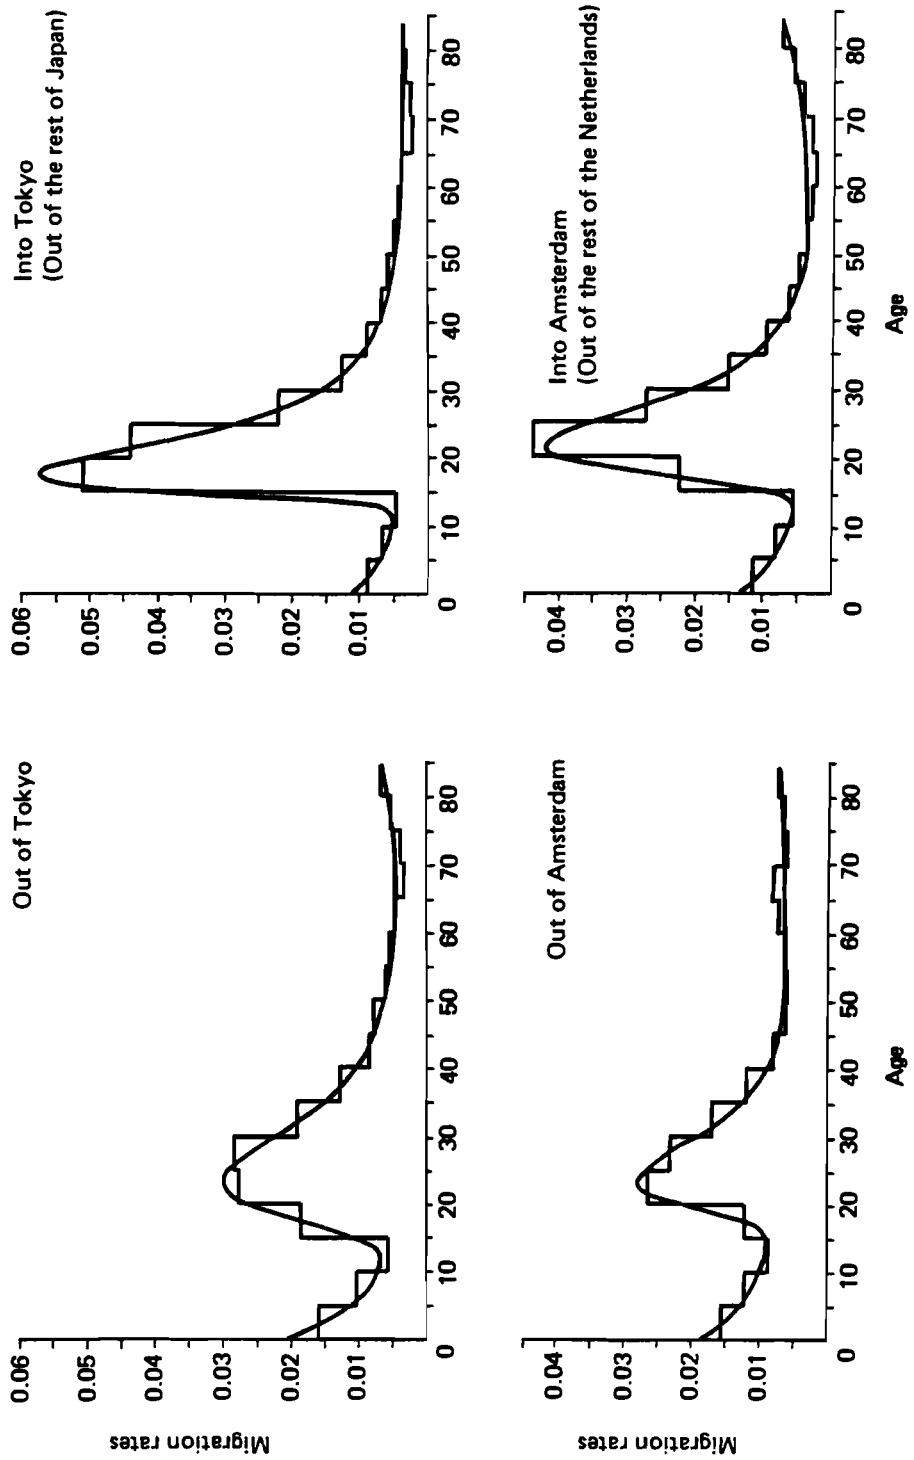 Out of Tokyo
Migration rates
0.06
0.05
0.04
0.03
0.02
0.01
0 10 20 30 40 50 60 70 80
Into Tokyo
(Out of the rest of Japan)
0.06
0.05
0.03
0.02
0.01
0 10 20 30 40 50 60 70 80
Out of Amsterdam
Migration rates
0.04
0.03
0.02
0.01
0 10 20 30 40 50 60 70 80
Age
Into Amsterdam
(Out of the rest of the Netherlands)
0.04
0.03
0.02
0.01
0 10 20 30 40 50 60 70 80
Age